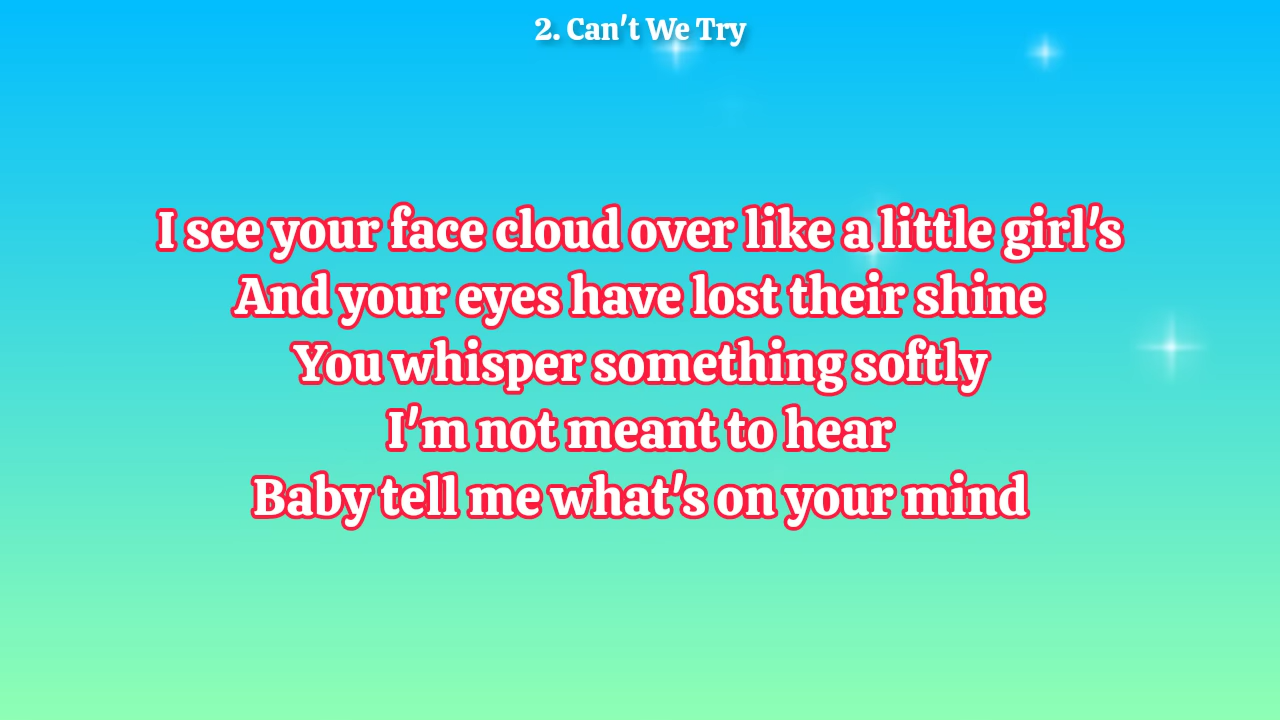 2. Can't We Try
I see your face cloud over like a little girl's
And your eyes have lost their shine
You whisper something softly
I'm not meant to hear
Baby tell me what's on your mind